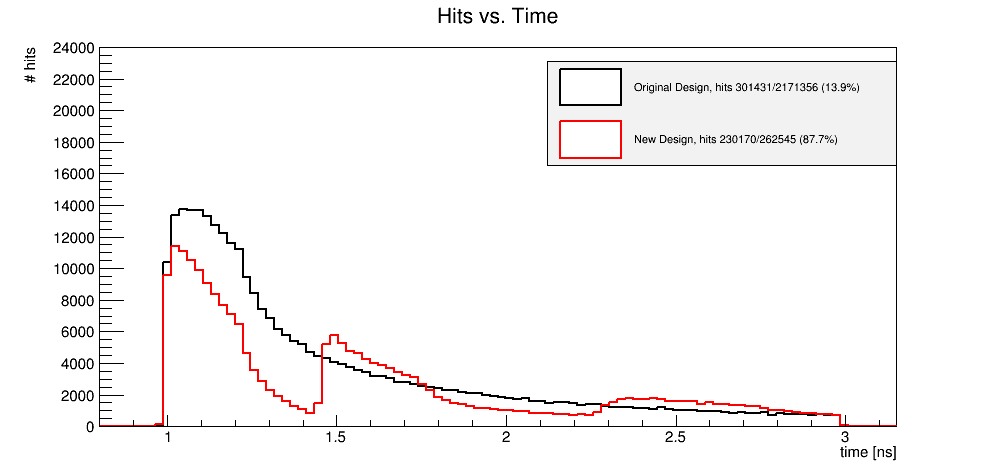 Hits vs. Time
# hits
24000
22000
20000
18000
16000
14000
12000
10000
8000
6000
4000
2000
0
Original Design, hits 301431/2171356 (13.9%)
New Design, hits 230170/262545 (87.7%)
1 1.5 2 2.5 3
time [ns]